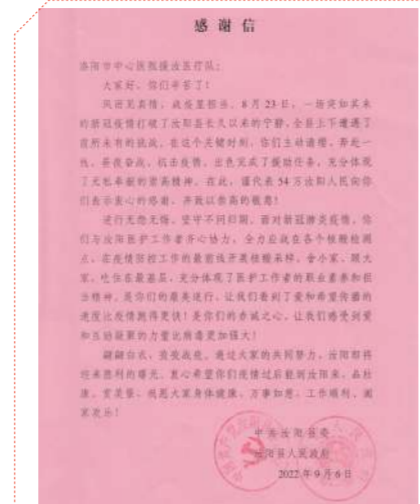 感谢信
洛阳市中心医院援汝医疗队:
大家好,你们辛苦了!
风雨见真情,战疫显担当。8月23日,一场突如其来
的新冠疫情打破了汝阳县长久以来的宁静,全县上下遭遇了
前所未有的挑战。在这个关键时刻,你们主动请缨、奔赴一
线、昼夜奋战、抗击疫情,出色完成了援助任务,充分体现
了无私奉献的崇高精神。在此,谨代表54万汝阳人民向你
们表示衷心的感谢,并致以崇高的敬意!
逆行无怨无悔,坚守不问归期。面对新冠肺炎疫情,你
们与汝阳医护工作者齐心协力,全力应战在各个核酸检测
点,在疫情防控工作的最前线开展核酸采样,舍小家、顾大
家,吃住在最基层,充分体现了医护工作者的职业素养和担
当精神。是你们的最美逆行,让我们看到了爱和希望传播的
速度比疫情跑得更快!是你们的赤诚之心,让我们感受到爱
和互助凝聚的力量比病毒更加强大!
翩翩白衣,疫疫战疫。通过大家的共同努力,汝阳即将
迎来胜利的曙光。衷心希望你们疫情过后能到汝阳来,品杜
康、赏美景。祝愿大家身体健康、万事如意、工作顺利、阖
家欢乐!
中共汝阳县委
汝阳县人民政府
2022年9月6日